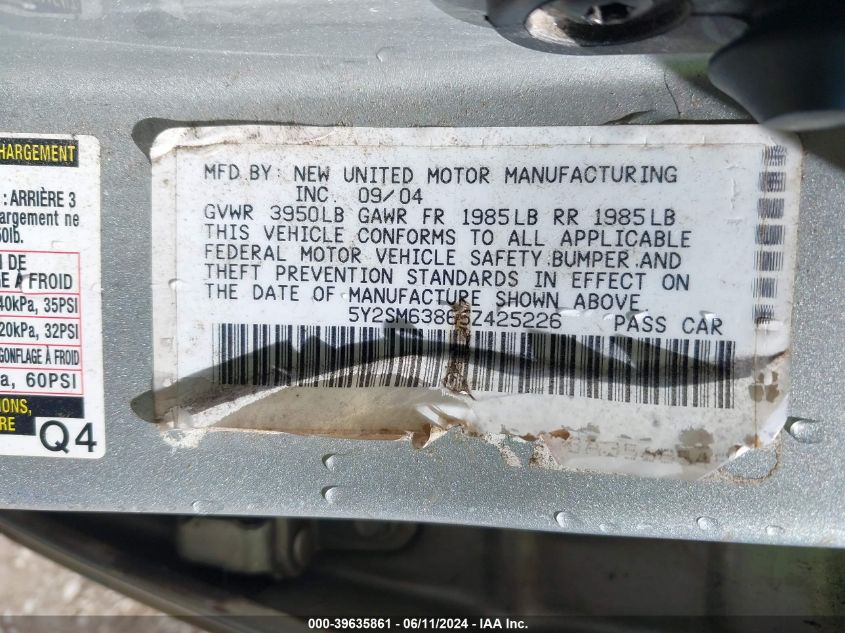 HARGEMENT
: ARRIÈRE 3
argement ne
50lb.
N DE
GE À FROID
40kPa, 35PSI
20kPa, 32PSI
GONFLAGE À FROID
a, 60PSI
IONS,
RE
Q4
MFD BY: NEW UNITED MOTOR MANUFACTURING
INC. 09/04
GVWR 3950LB GAWR FR 1985LB RR 1985LB
THIS VEHICLE CONFORMS TO ALL APPLICABLE
FEDERAL MOTOR VEHICLE SAFETY BUMPER AND
THEFT PREVENTION STANDARDS IN EFFECT ON
THE DATE OF MANUFACTURE SHOWN ABOVE
5Y2SM63865Z425226 PASS CAR
000-39635861 - 06/11/2024 - IAA Inc.